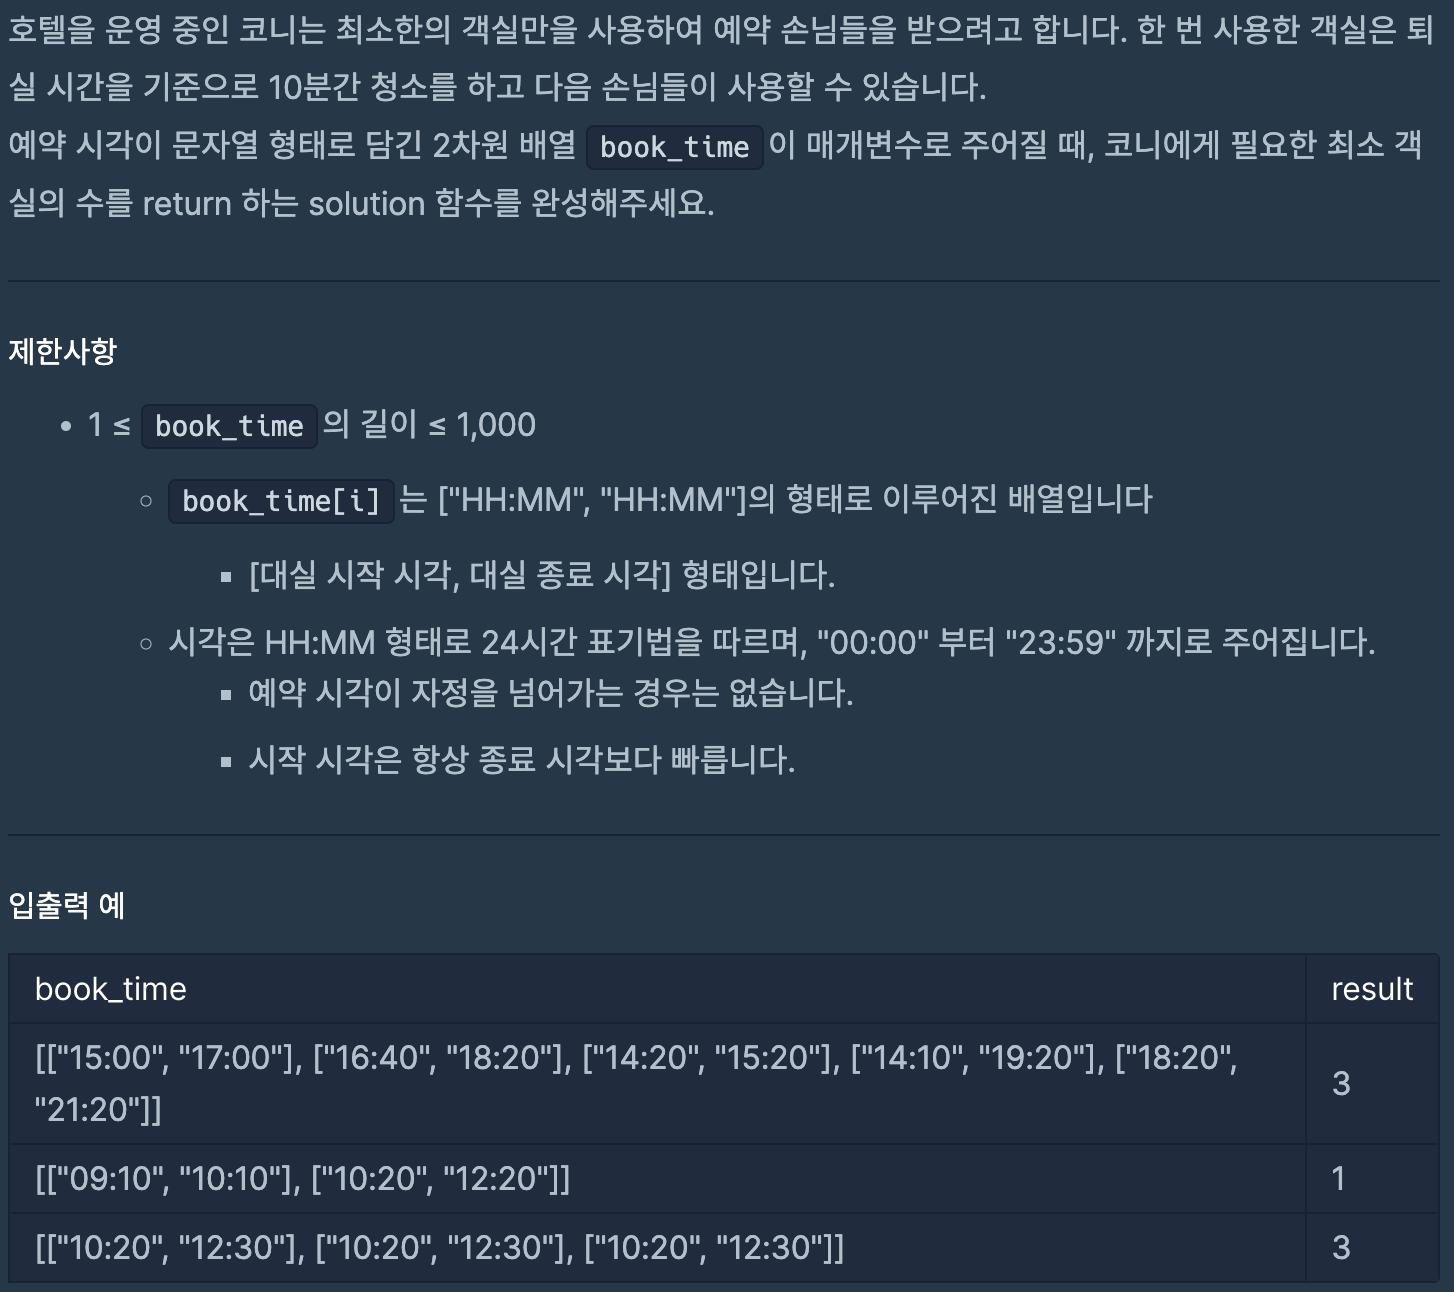 호텔을 운영 중인 코니는 최소한의 객실만을 사용하여 예약 손님들을 받으려고 합니다. 한 번 사용한 객실은 퇴
실 시간을 기준으로 10분간 청소를 하고 다음 손님들이 사용할 수 있습니다.
예약 시각이 문자열 형태로 담긴 2차원 배열 book_time 이 매개변수로 주어질 때, 코니에게 필요한 최소 객
실의 수를 return 하는 solution 함수를 완성해주세요.
제한사항
• 1 ≤ book_time 의 길이 ≤ 1,000
◦ book_time[i] 는 ["HH:MM", "HH:MM"]의 형태로 이루어진 배열입니다
▪ [대실 시작 시각, 대실 종료 시각] 형태입니다.
◦ 시각은 HH:MM 형태로 24시간 표기법을 따르며, "00:00" 부터 "23:59" 까지로 주어집니다.
▪ 예약 시각이 자정을 넘어가는 경우는 없습니다.
▪ 시작 시각은 항상 종료 시각보다 빠릅니다.
입출력 예
book_time result
[["15:00", "17:00"], ["16:40", "18:20"], ["14:20", "15:20"], ["14:10", "19:20"], ["18:20",
"21:20"]] 3
[["09:10", "10:10"], ["10:20", "12:20"]] 1
[["10:20", "12:30"], ["10:20", "12:30"], ["10:20", "12:30"]] 3